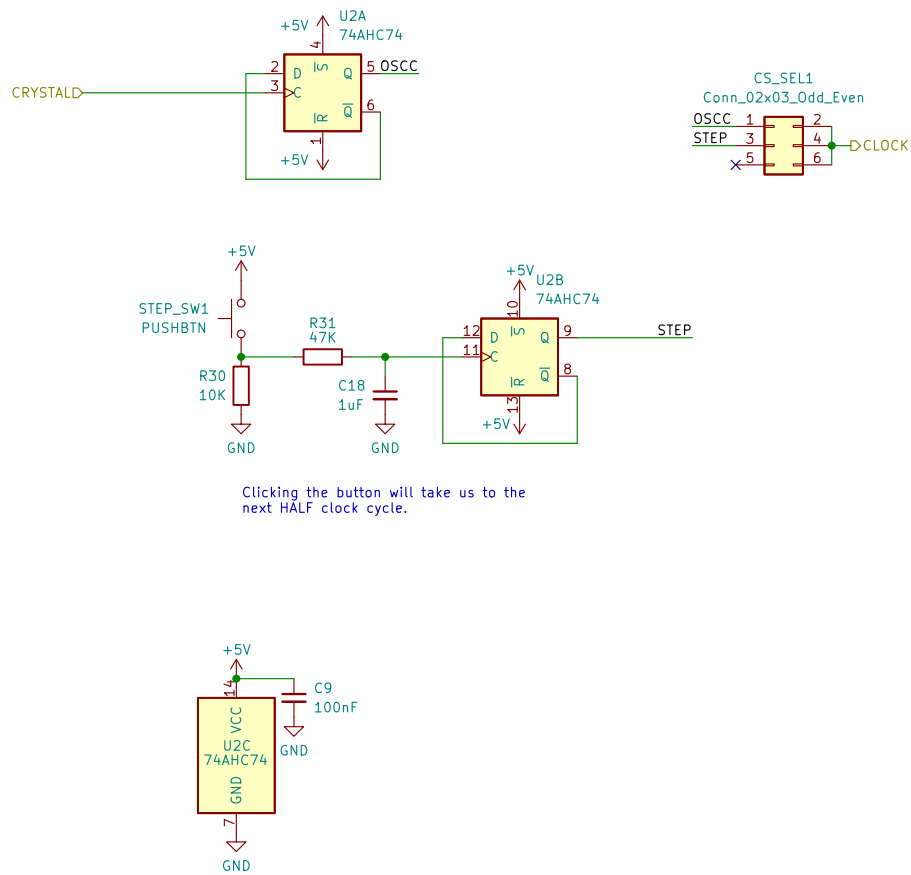 +5V
U2A
74AHC74
4
S
2
D
Q
5
OSCC
CRYSTAL
3
C
6
Q
R
1
+5V
CS_SEL1
Conn_02x03_Odd_Even
OSCC
1
2
STEP
3
4
CLOCK
5
6
+5V
STEP_SW1
PUSHBTN
R31
47K
R30
10K
GND
C18
1uF
GND
+5V
U2B
74AHC74
10
S
12
D
Q
9
STEP
11
C
8
Q
R
13
+5V
Clicking the button will take us to the
next HALF clock cycle.
+5V
14
C9
100nF
GND
VCC
U2C
74AHC74
GND
7
GND